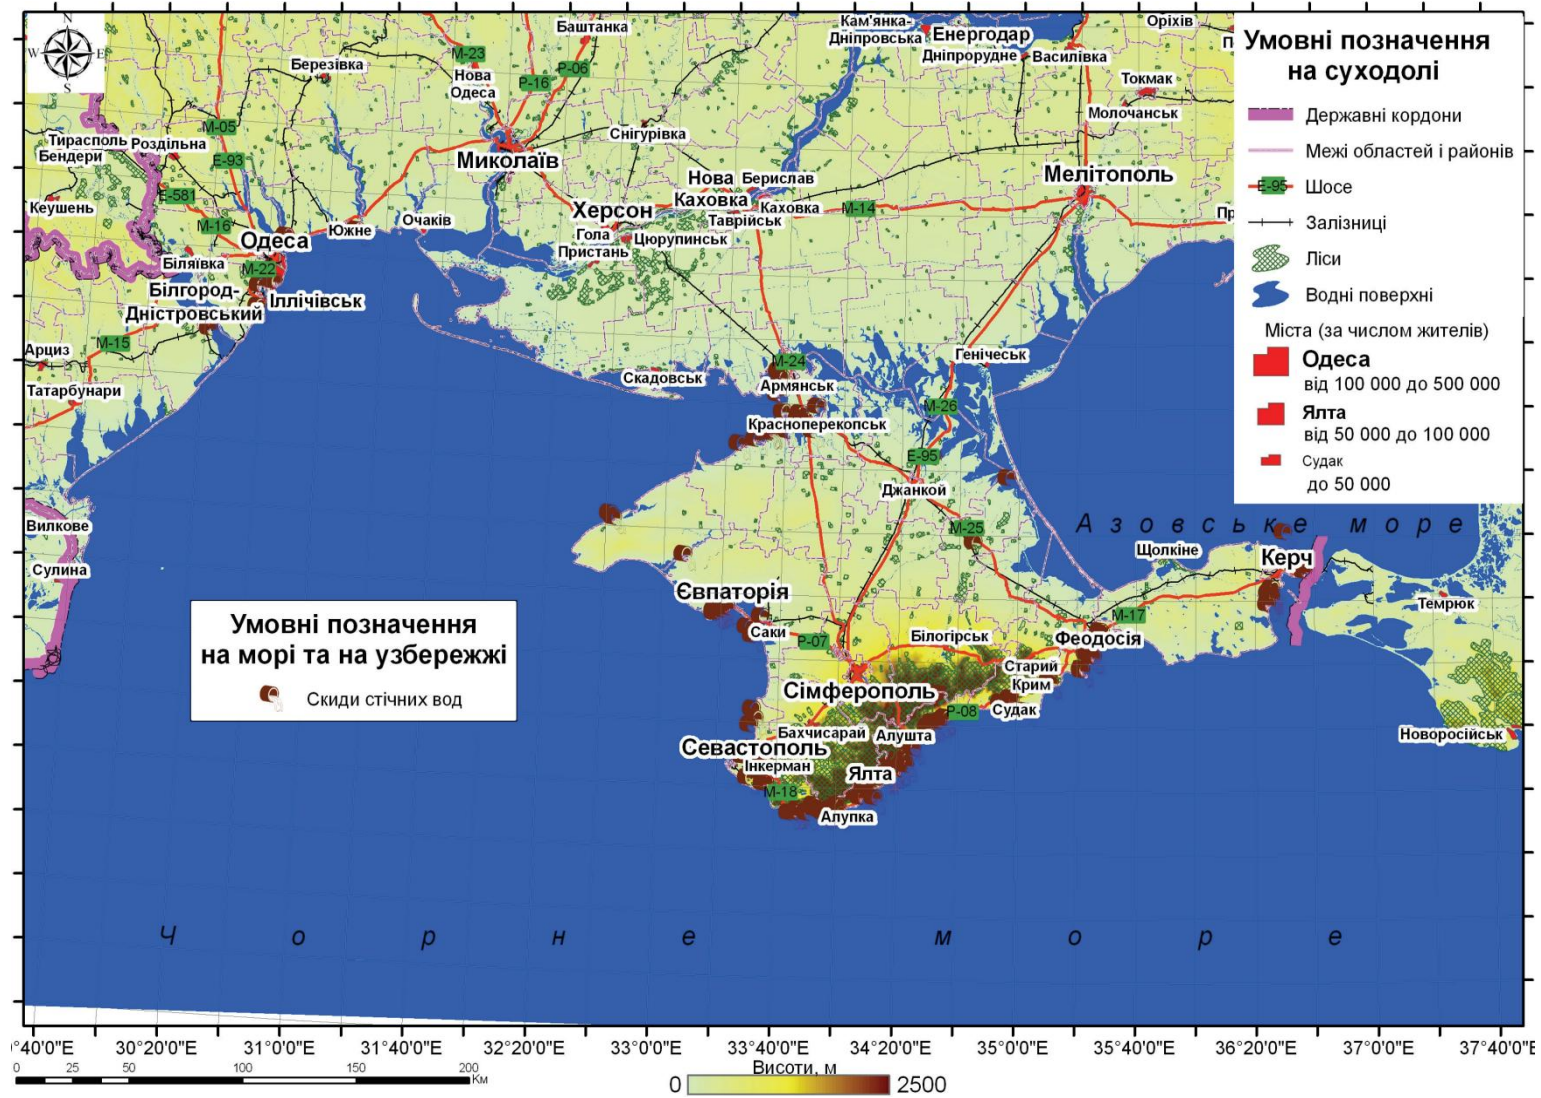 N
W
E
S
Баштанка
М-23
Р-06
Р-16
Березівка
Нова
Одеса
Кам'янка-
Дніпровська
Енергодар
Дніпрорудне
Василівка
Оріхів
Токмак
Молочанськ
М-05
Тирасполь
Роздільна
Бендери
Е-93
Снігурівка
Миколаїв
Мелітополь
Е-581
Кеушень
М-16
Нова
Каховка
Берислав
Каховка
М-14
Таврійськ
Херсон
Гола
Пристань
Цюрупинськ
Очаків
Южне
Одеса
М-22
Біляївка
Білгород-
Дністровський
Іллічівськ
М-15
Арциз
Татарбунари
Скадовськ
М-24
Армянськ
Генічеськ
М-26
Красноперекопськ
Е-95
Джанкой
М-25
Вилкове
Сулина
Азовське море
Щолкіне
Керч
Темрюк
М-17
Євпаторія
Саки
Р-07
Білогірськ
Феодосія
Старий
Крим
Сімферополь
Р-08
Судак
Бахчисарай
Алушта
Севастополь
Інкерман
Ялта
М-18
Алупка
Новоросійськ
Чорне море
Умовні позначення
на суходолі
Державні кордони
Межі областей і районів
Е-95
Шосе
Залізниці
Ліси
Водні поверхні
Міста (за числом жителів)
Одеса
від 100 000 до 500 000
Ялта
від 50 000 до 100 000
Судак
до 50 000
Умовні позначення
на морі та на узбережжі
Скиди стічних вод
30°20'0"E
31°00'0"E
31°40'0"E
32°20'0"E
33°00'0"E
33°40'0"E
34°20'0"E
35°00'0"E
35°40'0"E
36°20'0"E
37°00'0"E
0 25 50 100 150 200
Км
Висоти, м
0 2500